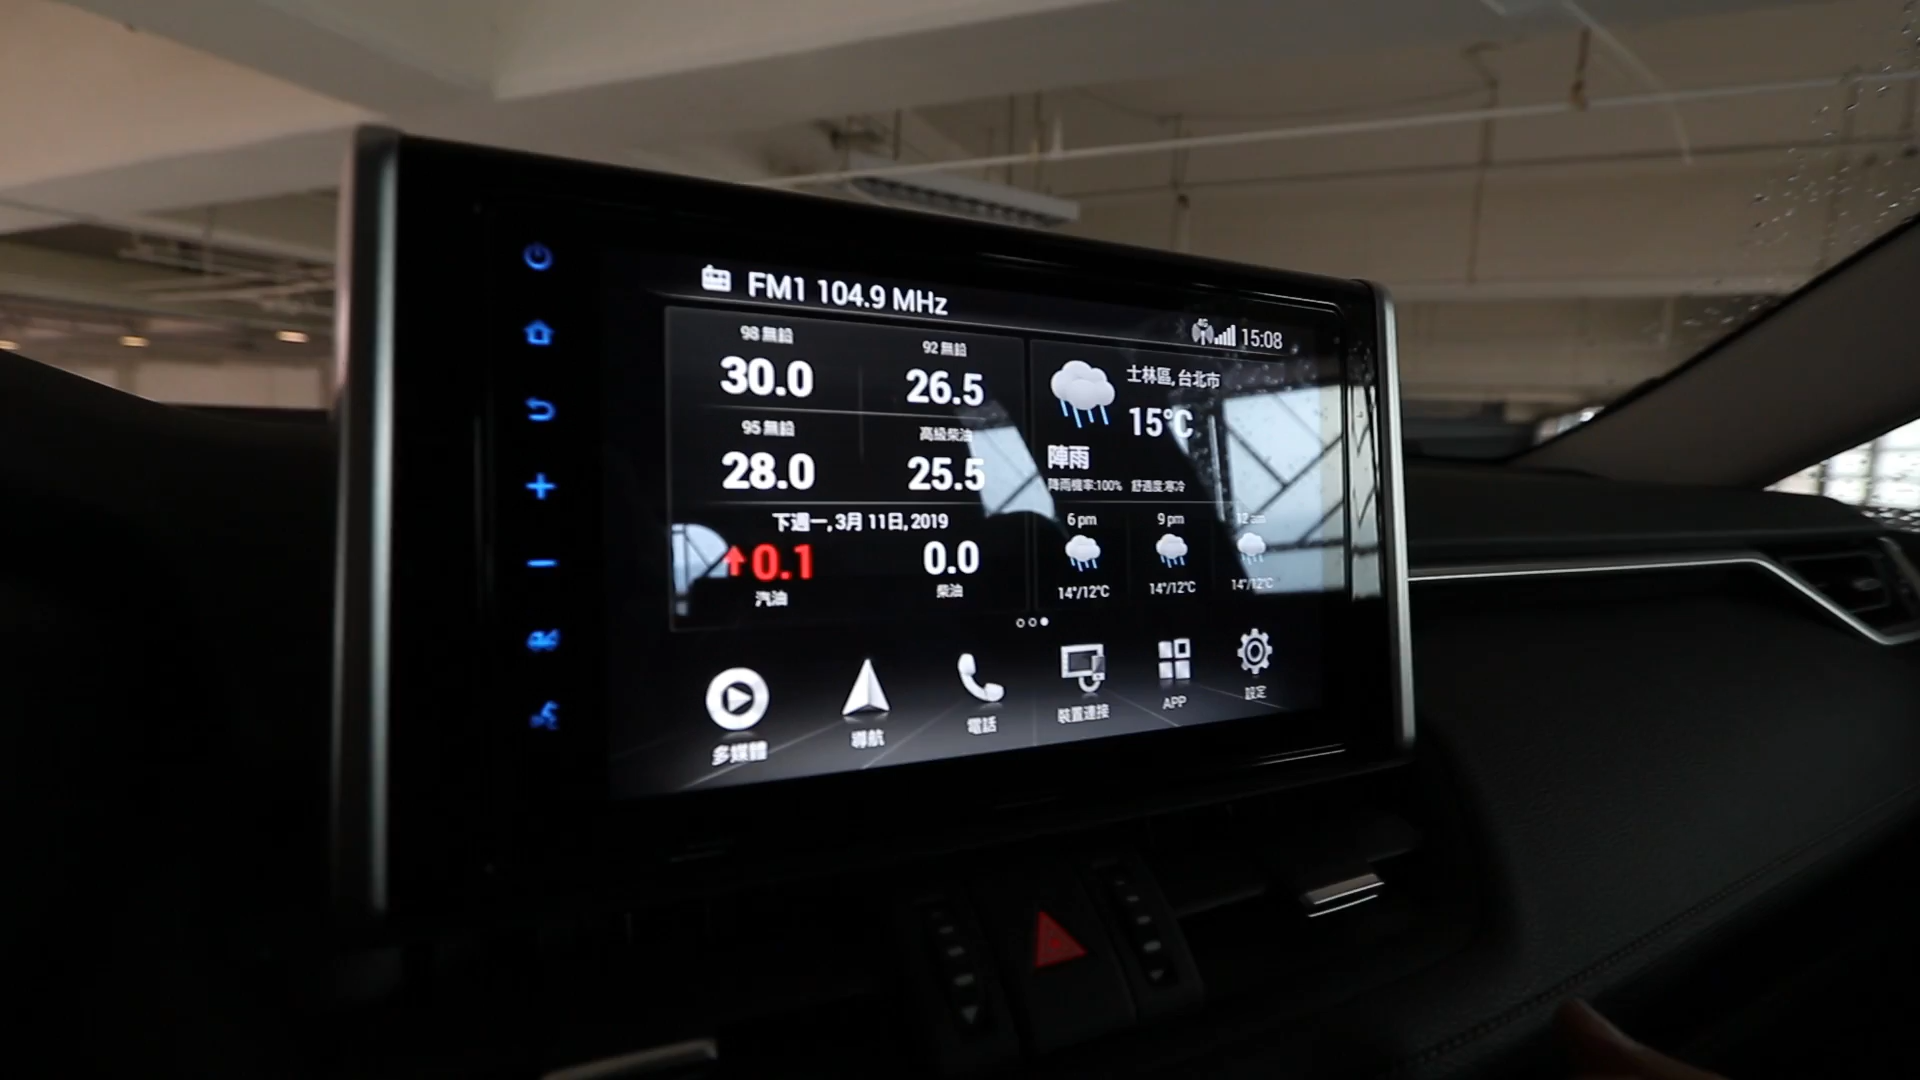 FM1 104.9 MHz
4G 15:08
98 無鉛
92 無鉛
30.0
26.5
95 無鉛
高級柴油
28.0
25.5
下週一, 3月 11日, 2019
0.1
0.0
汽油
柴油
士林區, 台北市
15°C
陣雨
降雨機率:100% 舒適度:寒冷
6 pm
9 pm
12 am
14°/12°C
14°/12°C
14°/12°C
多媒體
導航
電話
裝置連接
APP
設定